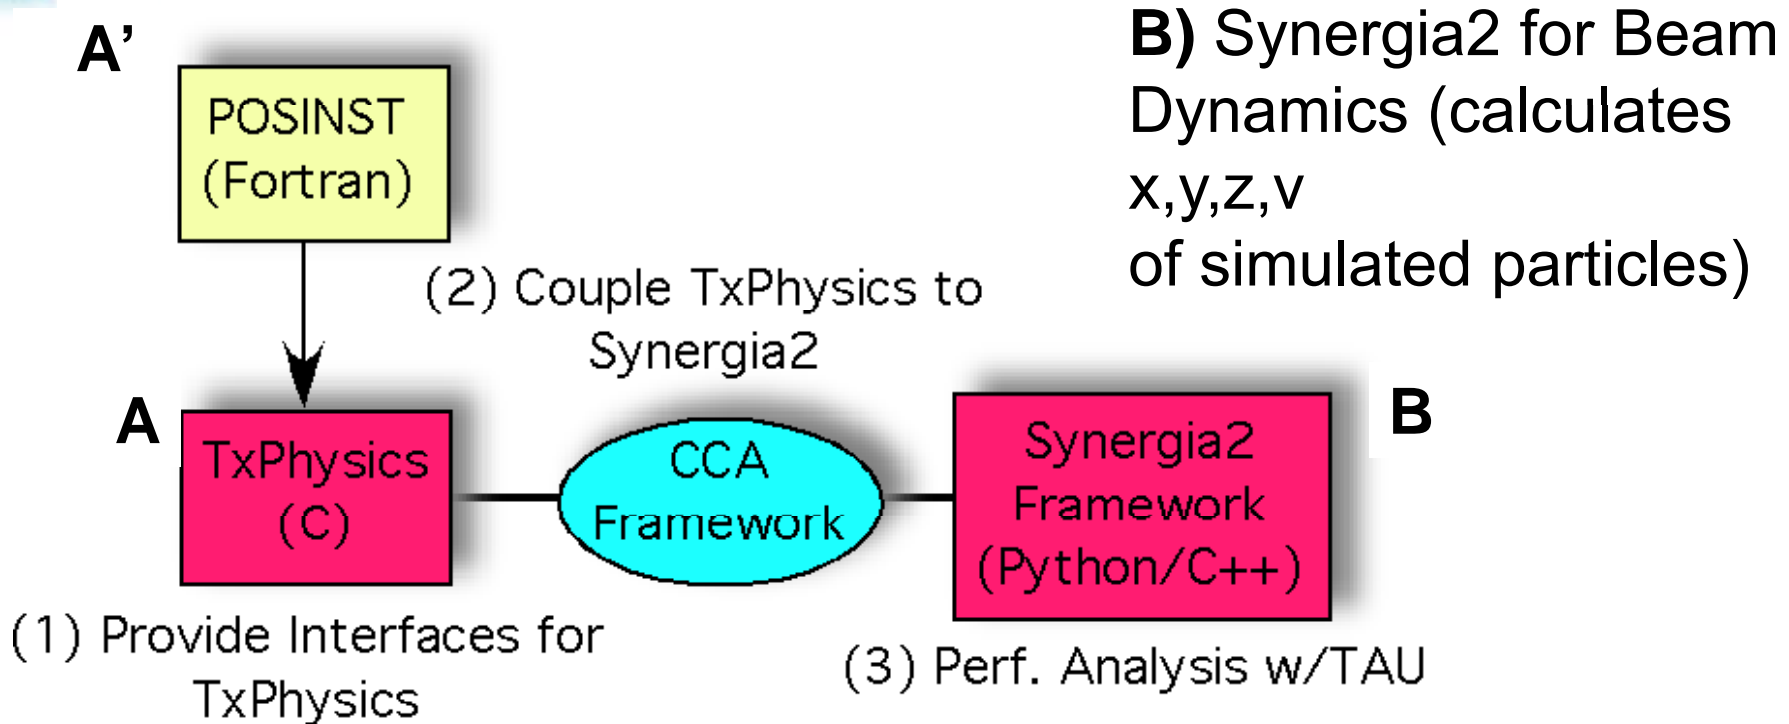 A’
POSINST
(Fortran)
B) Synergia2 for Beam
Dynamics (calculates
x,y,z,v
of simulated particles)
(2) Couple TxPhysics to
Synergia2
A
TxPhysics
(C)
CCA
Framework
Synergia2
Framework
(Python/C++)
B
(1) Provide Interfaces for
TxPhysics
(3) Perf. Analysis w/TAU